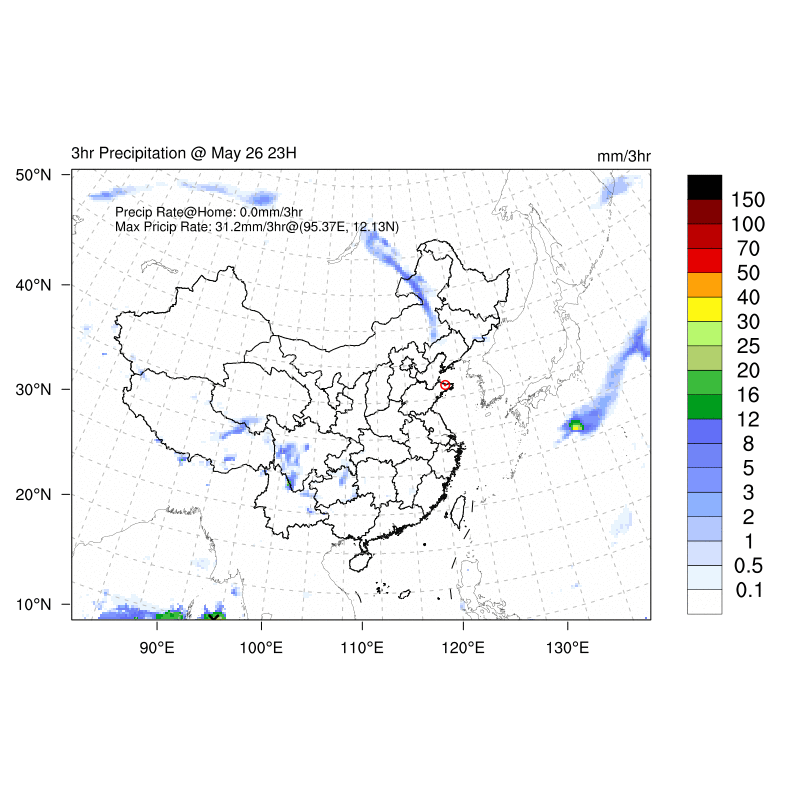 3hr Precipitation @ May 26 23H
mm/3hr
Precip Rate@Home: 0.0mm/3hr
Max Pricip Rate: 31.2mm/3hr@(95.37E, 12.13N)
50°N
40°N
30°N
20°N
10°N
90°E 100°E 110°E 120°E 130°E
150
100
70
50
40
30
25
20
16
12
8
5
3
2
1
0.5
0.1